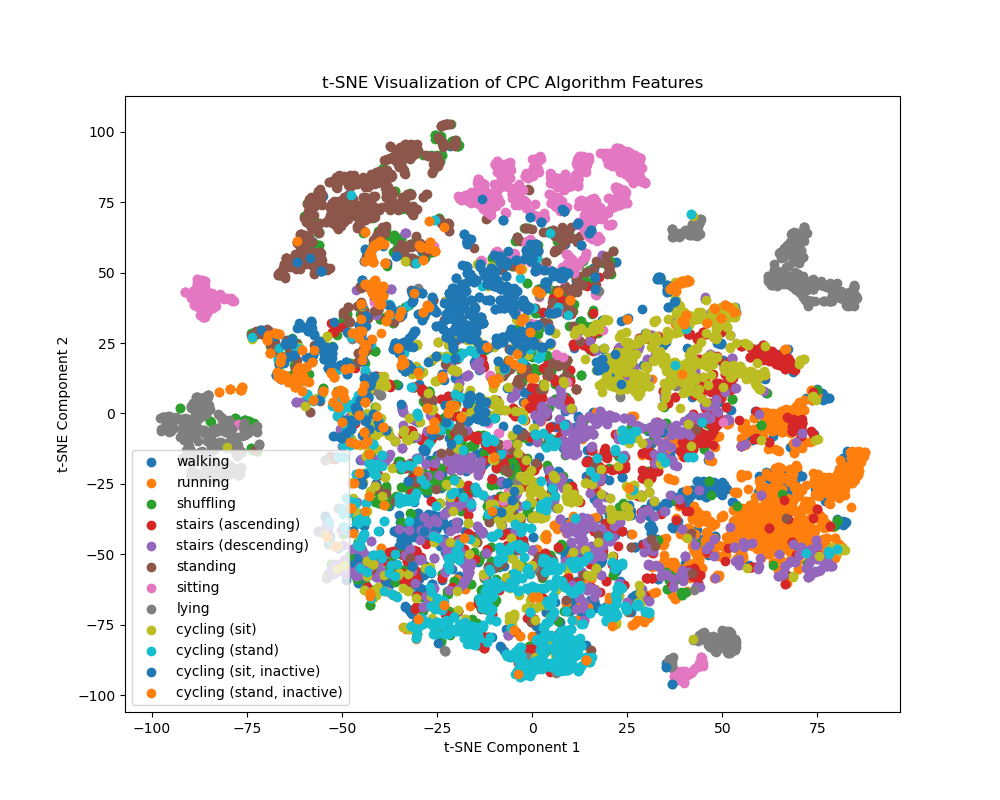 t-SNE Visualization of CPC Algorithm Features
t-SNE Component 2
100
75
50
25
0
−25
−50
−75
−100
walking
running
shuffling
stairs (ascending)
stairs (descending)
standing
sitting
lying
cycling (sit)
cycling (stand)
cycling (sit, inactive)
cycling (stand, inactive)
−100 −75 −50 −25 0 25 50 75
t-SNE Component 1